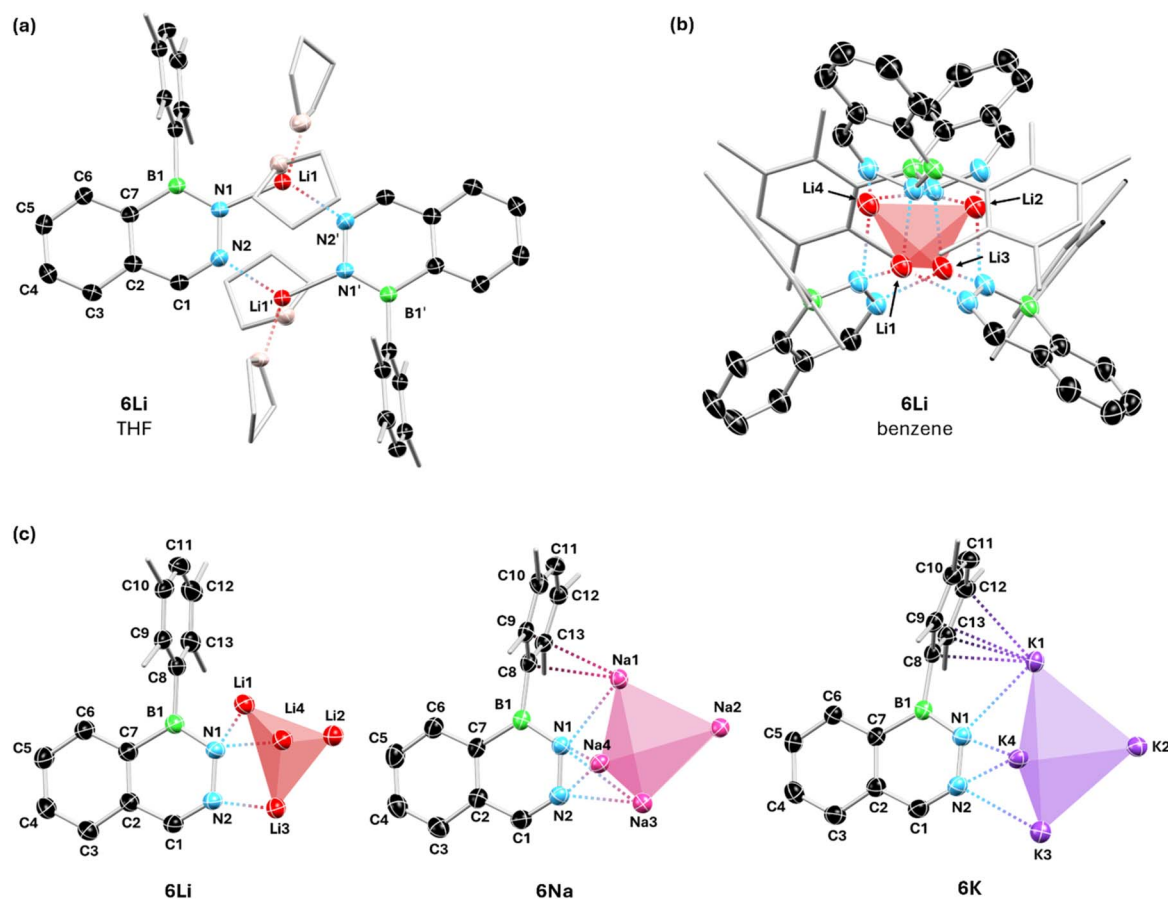 (a)
B1
N1
Li1
C6
C7
C5
N2
N2'
C4
C2
C1
C3
Li1'
N1'
B1'
6Li
THF
(b)
Li4
Li2
Li3
Li1
6Li
benzene
(c)
C11
C10
C12
C9
C13
C8
Li1
Li4
Li2
B1
N1
C6
C7
C5
C4
C2
N2
Li3
C3
C1
6Li
C11
C10
C12
C9
C13
C8
Na1
Na2
B1
N1
C6
C7
Na4
C5
C4
C2
N2
Na3
C3
C1
6Na
C11
C10
C12
C9
C13
C8
K1
B1
N1
C6
C7
K4
K2
C5
C4
C2
N2
C3
C1
K3
6K